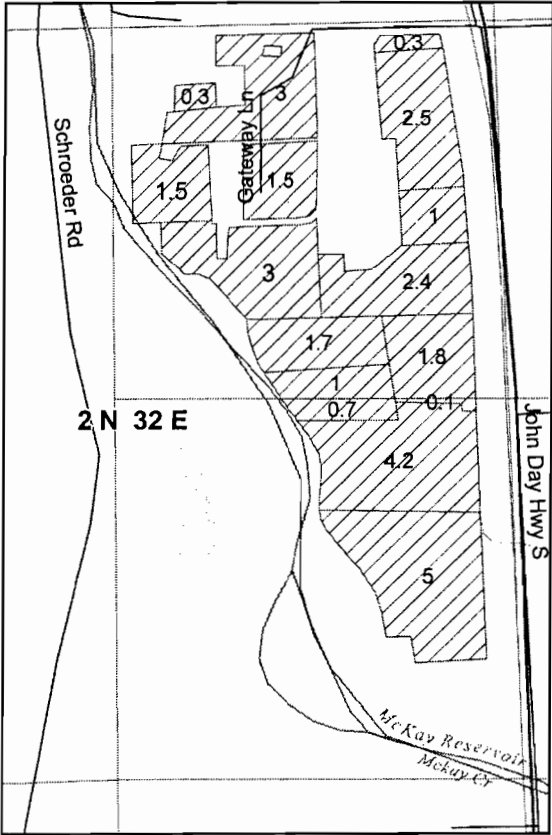 0.3
3
0.3
2.5
Gateway Ln
Schroeder Rd
1.5
1.5
1
3
2.4
1.7
1.8
1
0.7
0.1
2 N 32 E
John Day Hwy S
4.2
5
McKay Reservoir
Mckay Cr